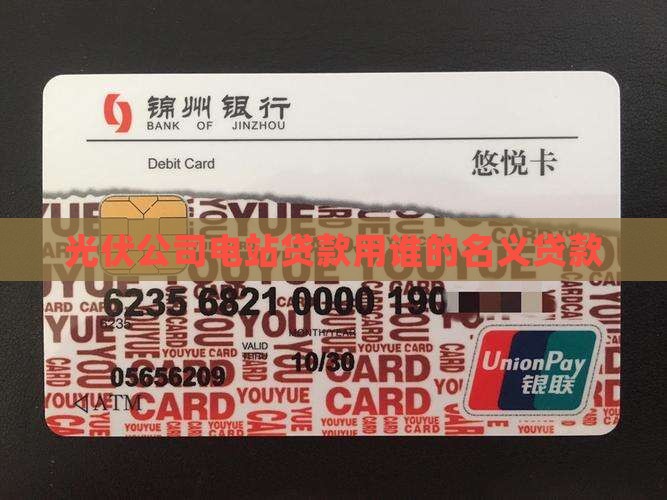 锦州银行
BANK OF JINZHOU
Debit Card
悠悦卡
光伏公司电站贷款用谁的名义贷款
6235 6821 0000 190
6235
MONTH/YEAR
VALID THRU
10/30
05656209
ATM
YOUYUE CARD
UnionPay
银联